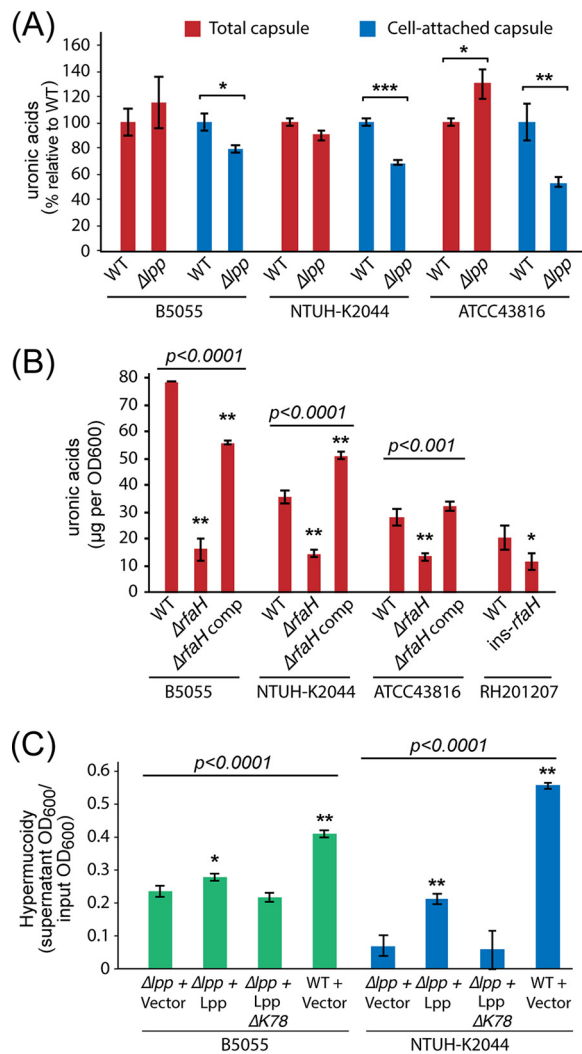 (A)
Total capsule
Cell-attached capsule
uronic acids
(% relative to WT)
160
140
120
100
80
60
40
20
0
*
***
*
**
WT
Δlpp
WT
Δlpp
WT
Δlpp
WT
Δlpp
WT
Δlpp
WT
Δlpp
B5055
NTUH-K2044
ATCC43816
(B)
uronic acids
(µg per OD600)
80
70
60
50
40
30
20
10
0
p<0.0001
p<0.0001
p<0.001
**
**
**
**
**
*
WT
ΔrfaH
ΔrfaH comp
WT
ΔrfaH
ΔrfaH comp
WT
ΔrfaH
ΔrfaH comp
WT
ins-rfaH
B5055
NTUH-K2044
ATCC43816
RH201207
(C)
Hypermucoidy
(supernatant OD600/
input OD600)
0.6
0.5
0.4
0.3
0.2
0.1
0
p<0.0001
p<0.0001
*
**
**
**
Δlpp +
Vector
Δlpp +
Lpp
Δlpp +
Lpp
ΔK78
WT +
Vector
Δlpp +
Vector
Δlpp +
Lpp
Δlpp +
Lpp
ΔK78
WT +
Vector
B5055
NTUH-K2044